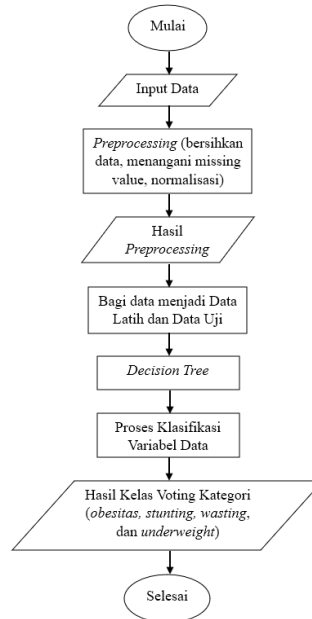 Mulai
Input Data
Preprocessing (bersihkan
data, menangani missing
value, normalisasi)
Hasil
Preprocessing
Bagi data menjadi Data
Latih dan Data Uji
Decision Tree
Proses Klasifikasi
Variabel Data
Hasil Kelas Voting Kategori
(obesitas, stunting, wasting,
dan underweight)
Selesai